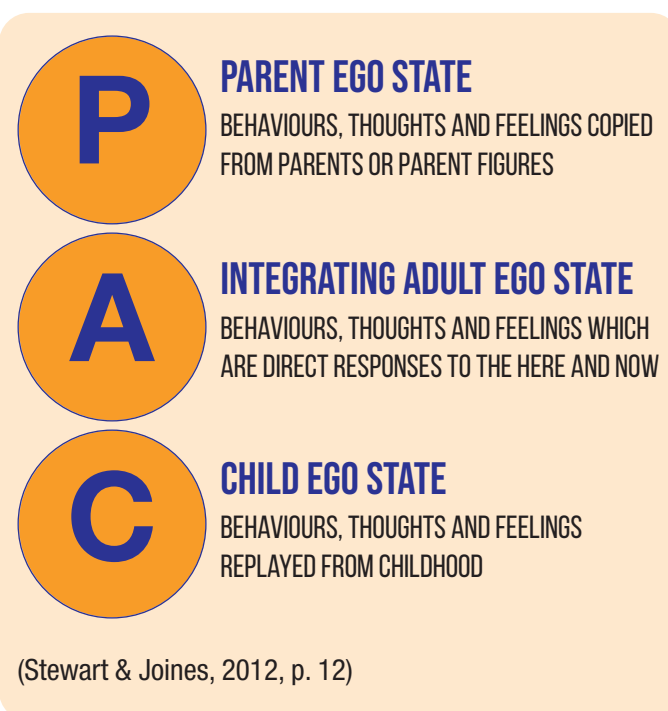 P
PARENT EGO STATE
BEHAVIOURS, THOUGHTS AND FEELINGS COPIED
FROM PARENTS OR PARENT FIGURES
A
INTEGRATING ADULT EGO STATE
BEHAVIOURS, THOUGHTS AND FEELINGS WHICH
ARE DIRECT RESPONSES TO THE HERE AND NOW
C
CHILD EGO STATE
BEHAVIOURS, THOUGHTS AND FEELINGS
REPLAYED FROM CHILDHOOD
(Stewart & Joines, 2012, p. 12)